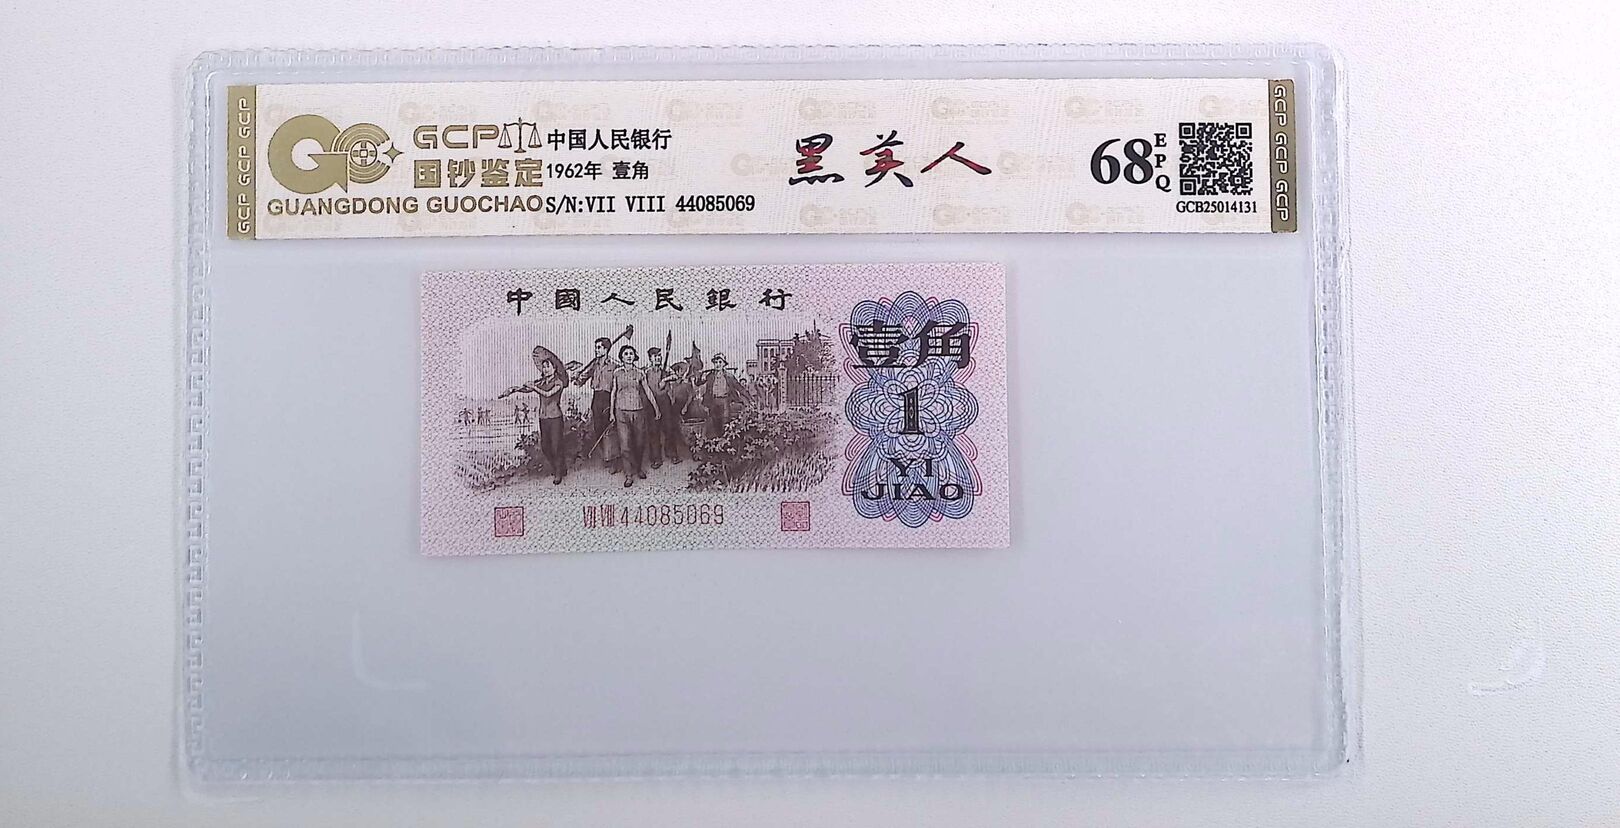 GCP 中国人民银行
国钞鉴定 1962年 壹角
GUANGDONG GUOCHAO S/N:VII VIII 44085069
黑美人
68 EPQ
GCB25014131
GCP GCP GCP
GCP GCP GCP
中國人民銀行
壹角
1
YI
JIAO
VII VIII 44085069